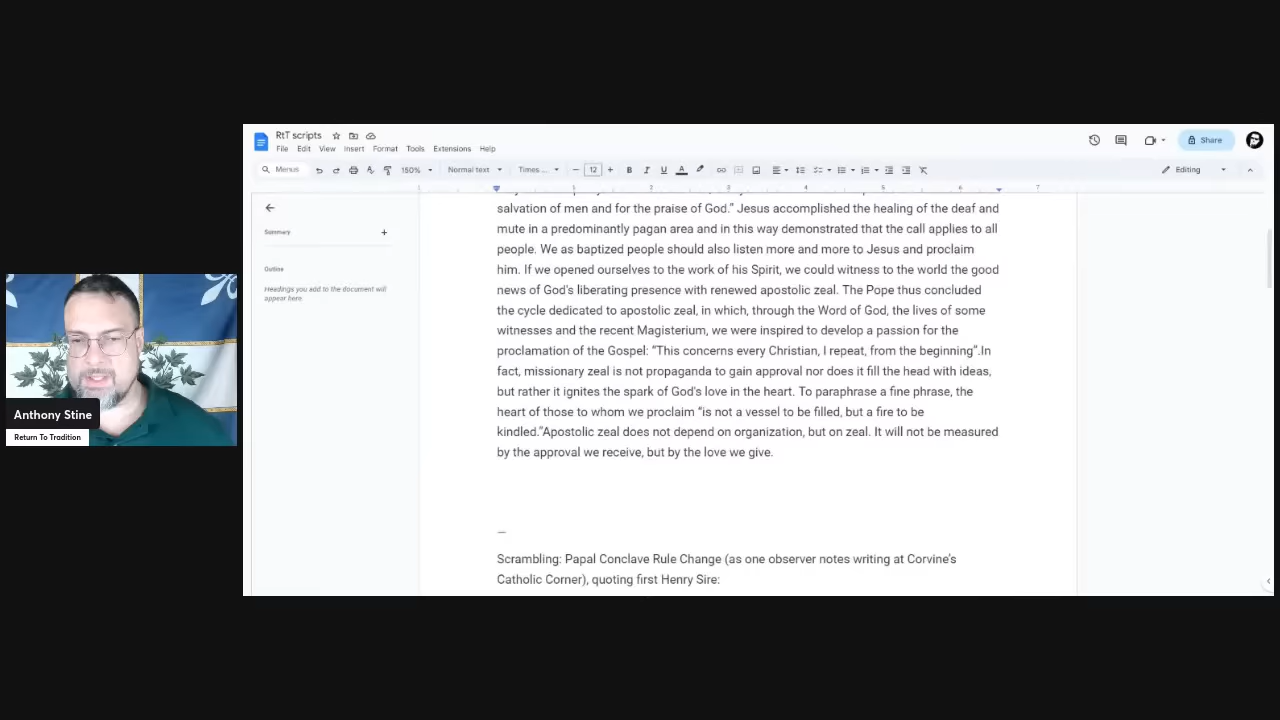 RtT scripts
File Edit View Insert Format Tools Extensions Help
Share
Menus 150% Normal text Times ... 12 Editing
1 1 2 3 4 5 6 7
salvation of men and for the praise of God.” Jesus accomplished the healing of the deaf and
Summary
mute in a predominantly pagan area and in this way demonstrated that the call applies to all
people. We as baptized people should also listen more and more to Jesus and proclaim
Outline
him. If we opened ourselves to the work of his Spirit, we could witness to the world the good
Headings you add to the document will
appear here.
news of God's liberating presence with renewed apostolic zeal. The Pope thus concluded
the cycle dedicated to apostolic zeal, in which, through the Word of God, the lives of some
witnesses and the recent Magisterium, we were inspired to develop a passion for the
proclamation of the Gospel: “This concerns every Christian, I repeat, from the beginning”.In
fact, missionary zeal is not propaganda to gain approval nor does it fill the head with ideas,
but rather it ignites the spark of God's love in the heart. To paraphrase a fine phrase, the
heart of those to whom we proclaim “is not a vessel to be filled, but a fire to be
kindled.”Apostolic zeal does not depend on organization, but on zeal. It will not be measured
by the approval we receive, but by the love we give.
—
Scrambling: Papal Conclave Rule Change (as one observer notes writing at Corvine’s
Catholic Corner), quoting first Henry Sire:
Anthony Stine
Return To Tradition